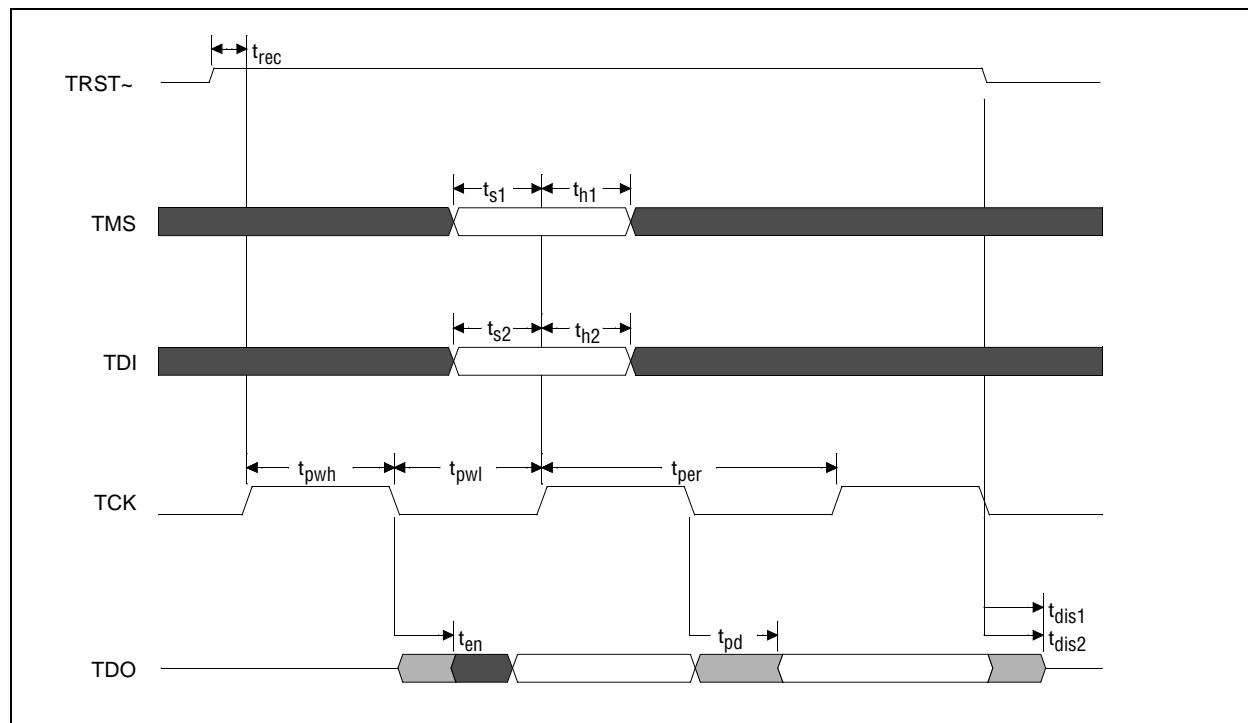 t_rec
TRST~
t_s1 t_h1
TMS
t_s2 t_h2
TDI
t_pwh t_pwl t_per
TCK
t_dis1
t_en t_pd t_dis2
TDO